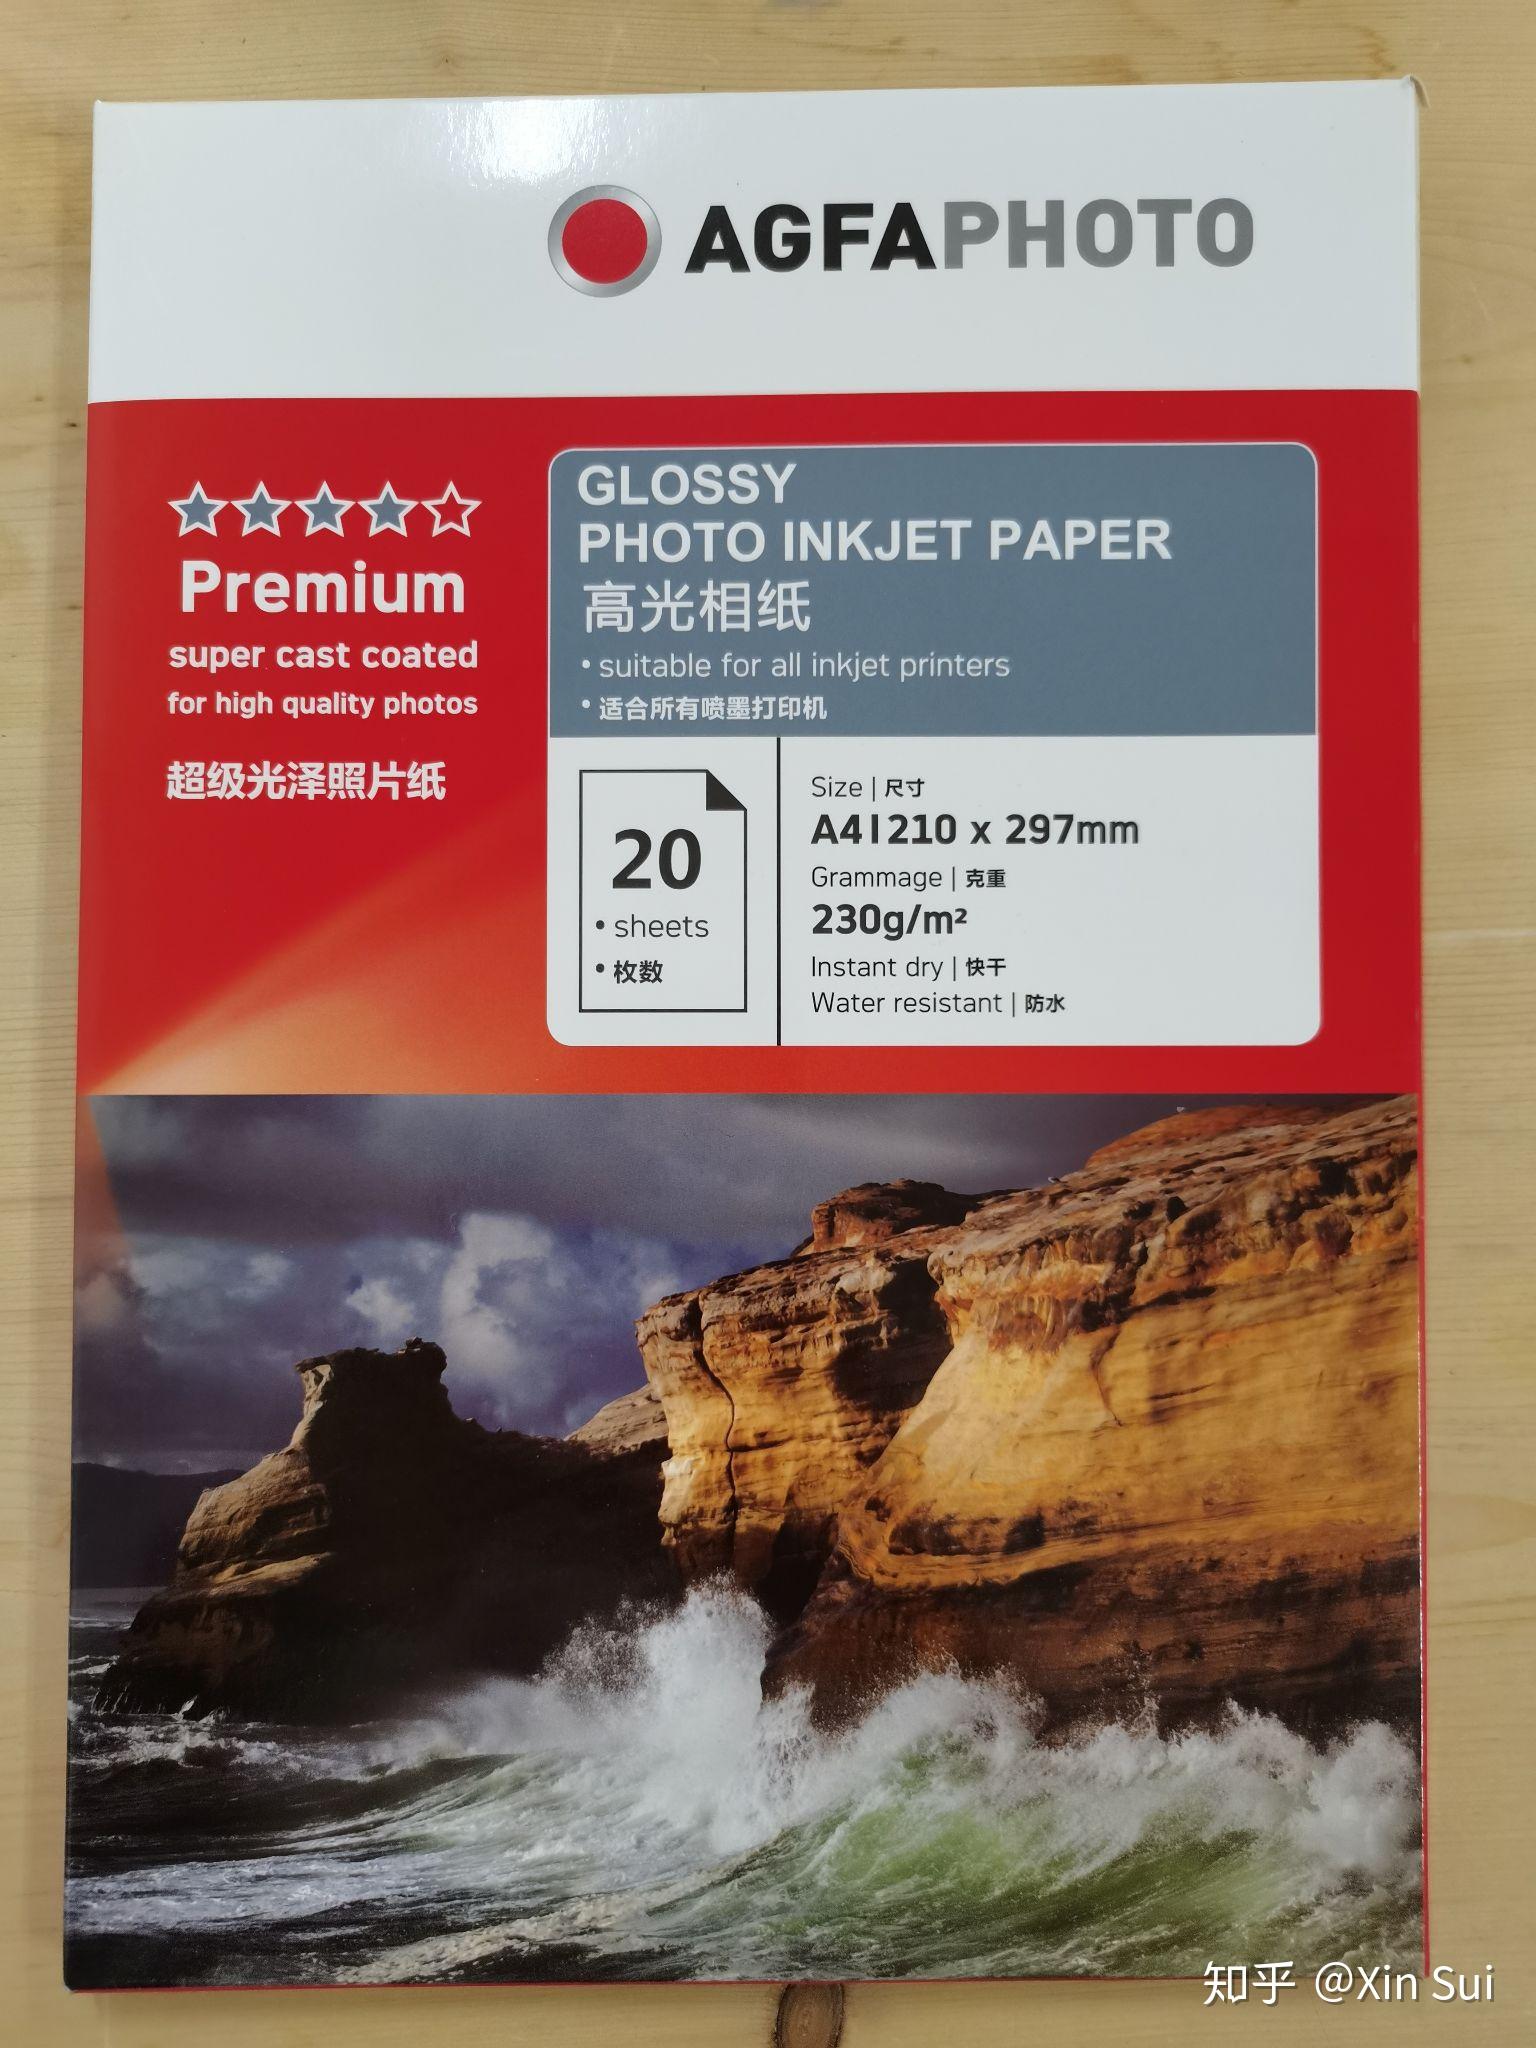 AGFAPHOTO
Premium
super cast coated
for high quality photos
超级光泽照片纸
GLOSSY
PHOTO INKJET PAPER
高光相纸
• suitable for all inkjet printers
• 适合所有喷墨打印机
20
• sheets
• 枚数
Size | 尺寸
A4 | 210 x 297mm
Grammage | 克重
230g/m²
Instant dry | 快干
Water resistant | 防水
知乎 @Xin Sui